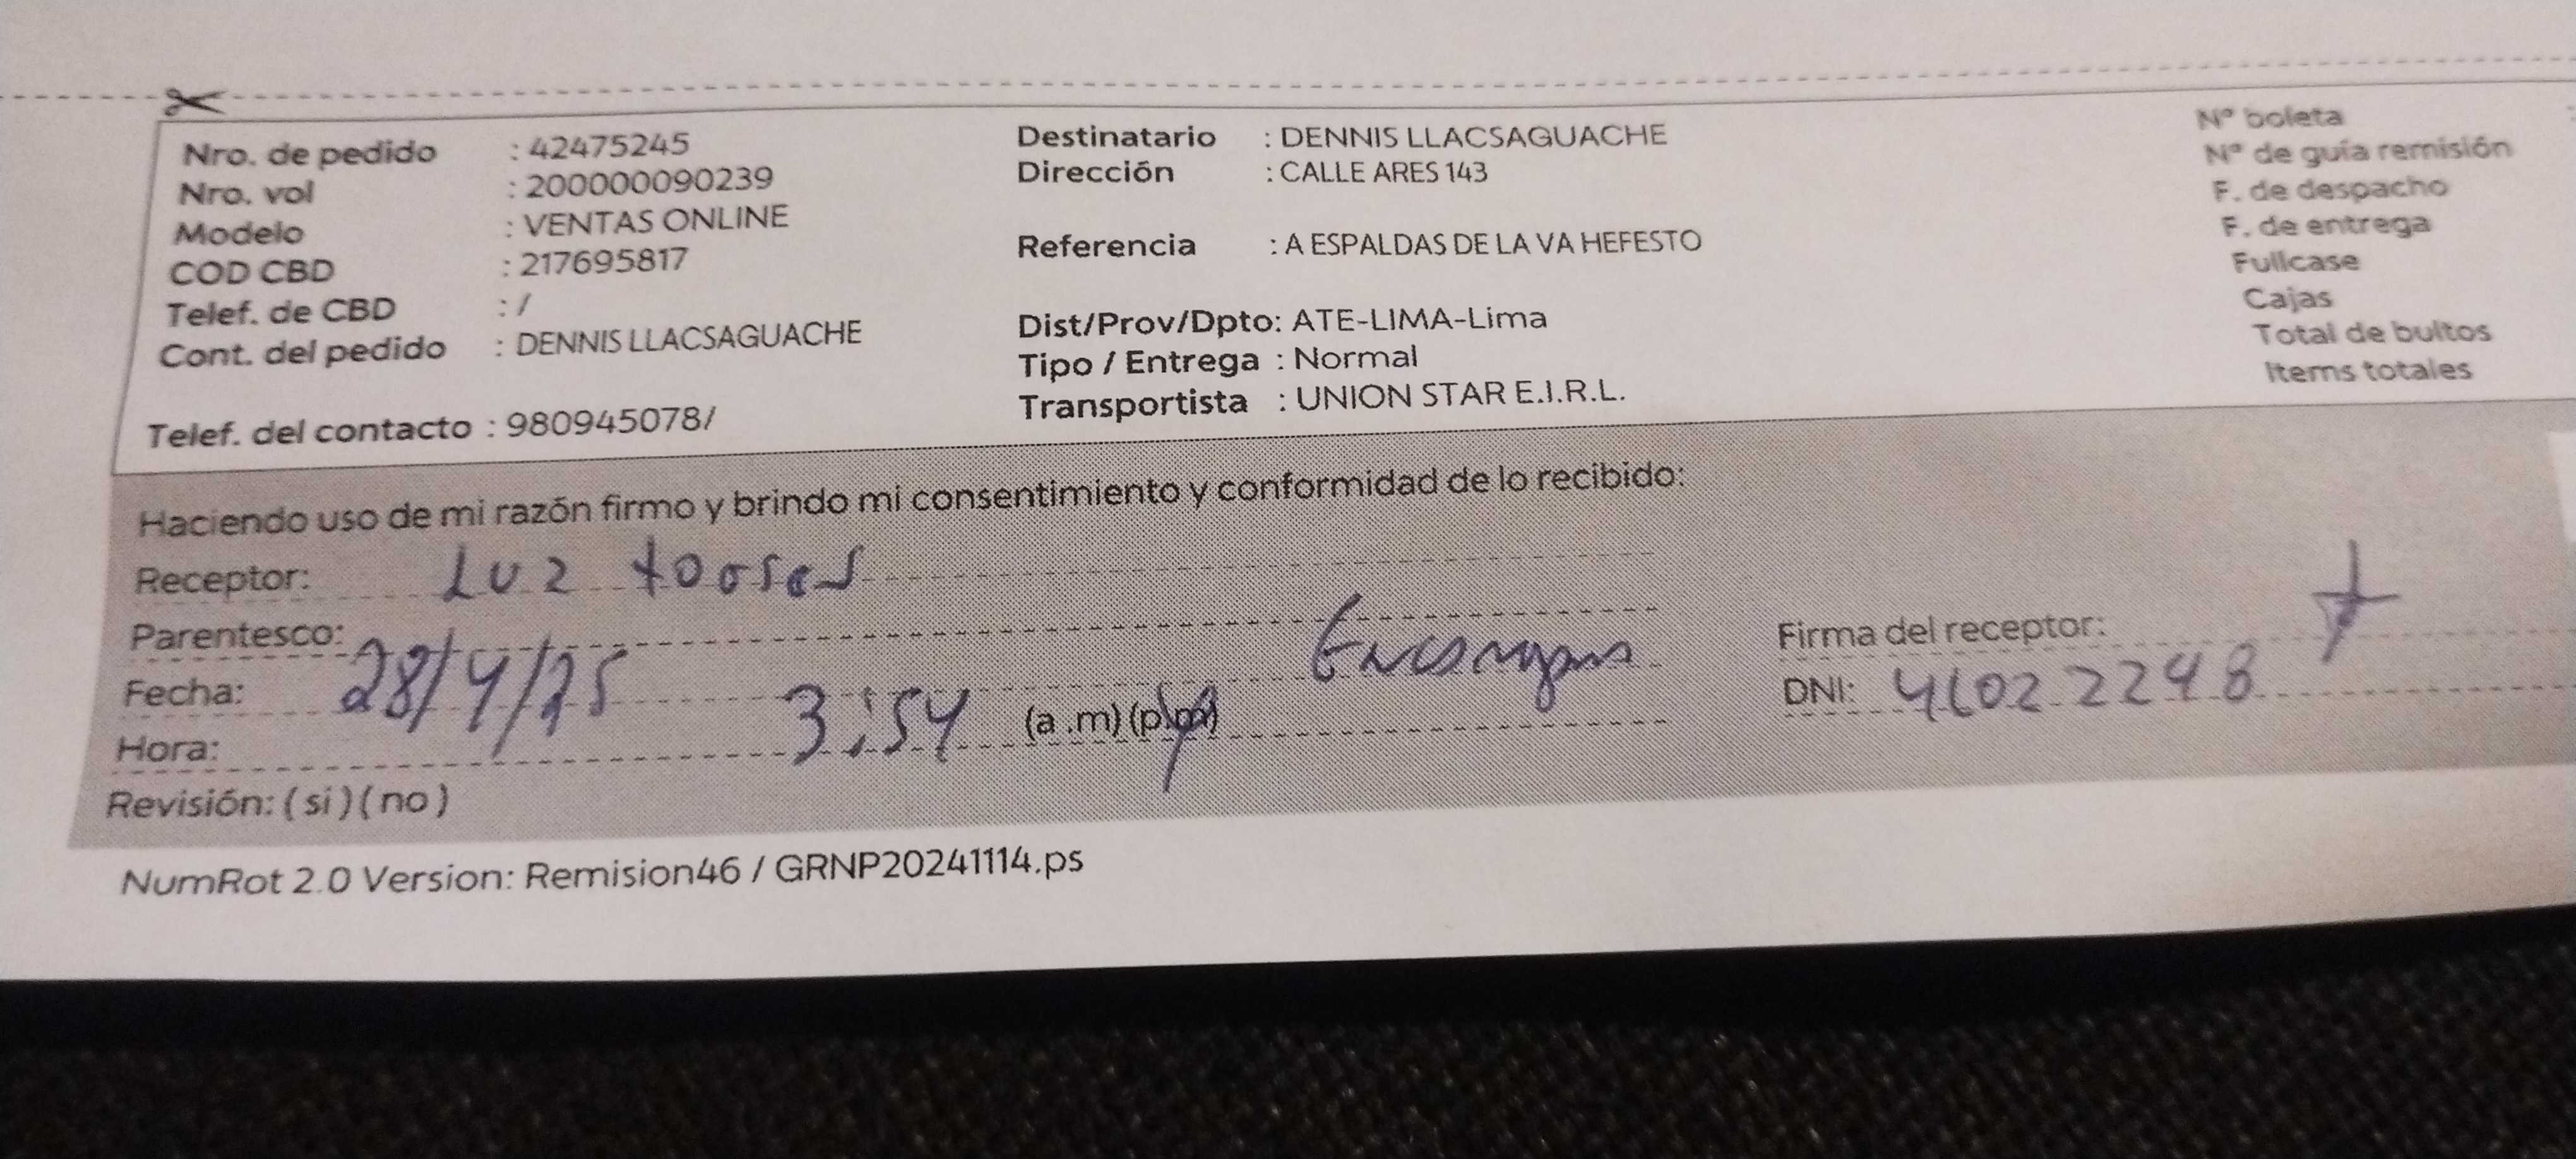 Nro. de pedido : 42475245
Nro. vol : 200000090239
Modelo : VENTAS ONLINE
COD CBD : 217695817
Telef. de CBD : /
Cont. del pedido : DENNIS LLACSAGUACHE
Telef. del contacto : 980945078/
Destinatario : DENNIS LLACSAGUACHE
Dirección : CALLE ARES 143
Referencia : A ESPALDAS DE LA VA HEFESTO
Dist/Prov/Dpto: ATE-LIMA-Lima
Tipo / Entrega : Normal
Transportista : UNION STAR E.I.R.L.
Nº boleta
Nº de guía remisión
F. de despacho
F. de entrega
Fullcase
Cajas
Total de bultos
Items totales
Haciendo uso de mi razón firmo y brindo mi consentimiento y conformidad de lo recibido:
Receptor: Luz
Parentesco:
Fecha: 28/4/25
Hora: 3:54 (a .m) (p.m)
Revisión: ( si ) ( no )
Firma del receptor:
DNI: 46022248
NumRot 2.0 Version: Remision46 / GRNP20241114.ps